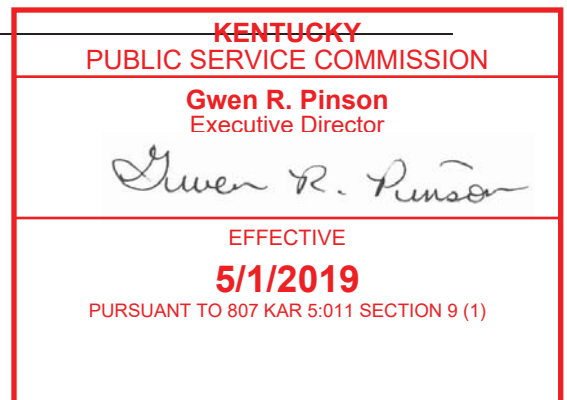 KENTUCKY
PUBLIC SERVICE COMMISSION
Gwen R. Pinson
Executive Director
Gwen R. Pinson
EFFECTIVE
5/1/2019
PURSUANT TO 807 KAR 5:011 SECTION 9 (1)